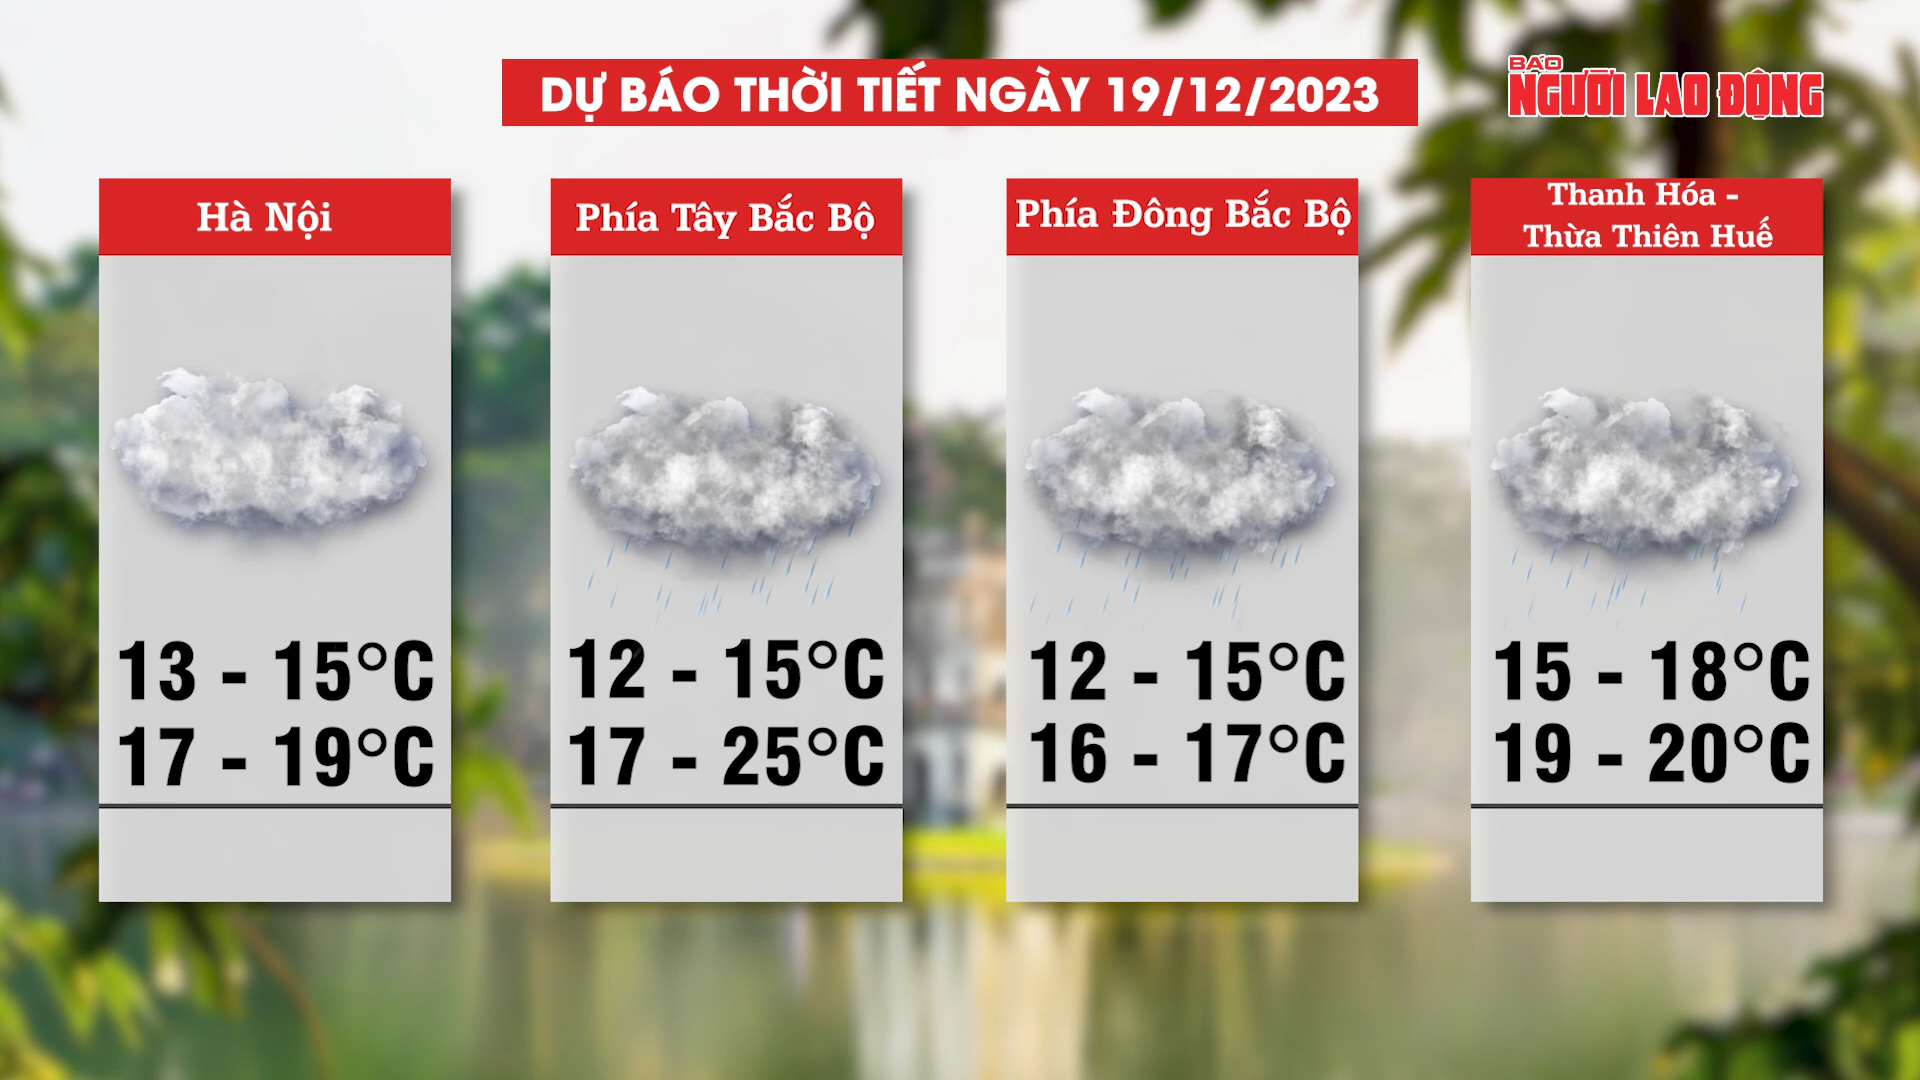 DỰ BÁO THỜI TIẾT NGÀY 19/12/2023
BÁO
NGƯỜI LAO ĐỘNG
Hà Nội
13 - 15°C
17 - 19°C
Phía Tây Bắc Bộ
12 - 15°C
17 - 25°C
Phía Đông Bắc Bộ
12 - 15°C
16 - 17°C
Thanh Hóa -
Thừa Thiên Huế
15 - 18°C
19 - 20°C